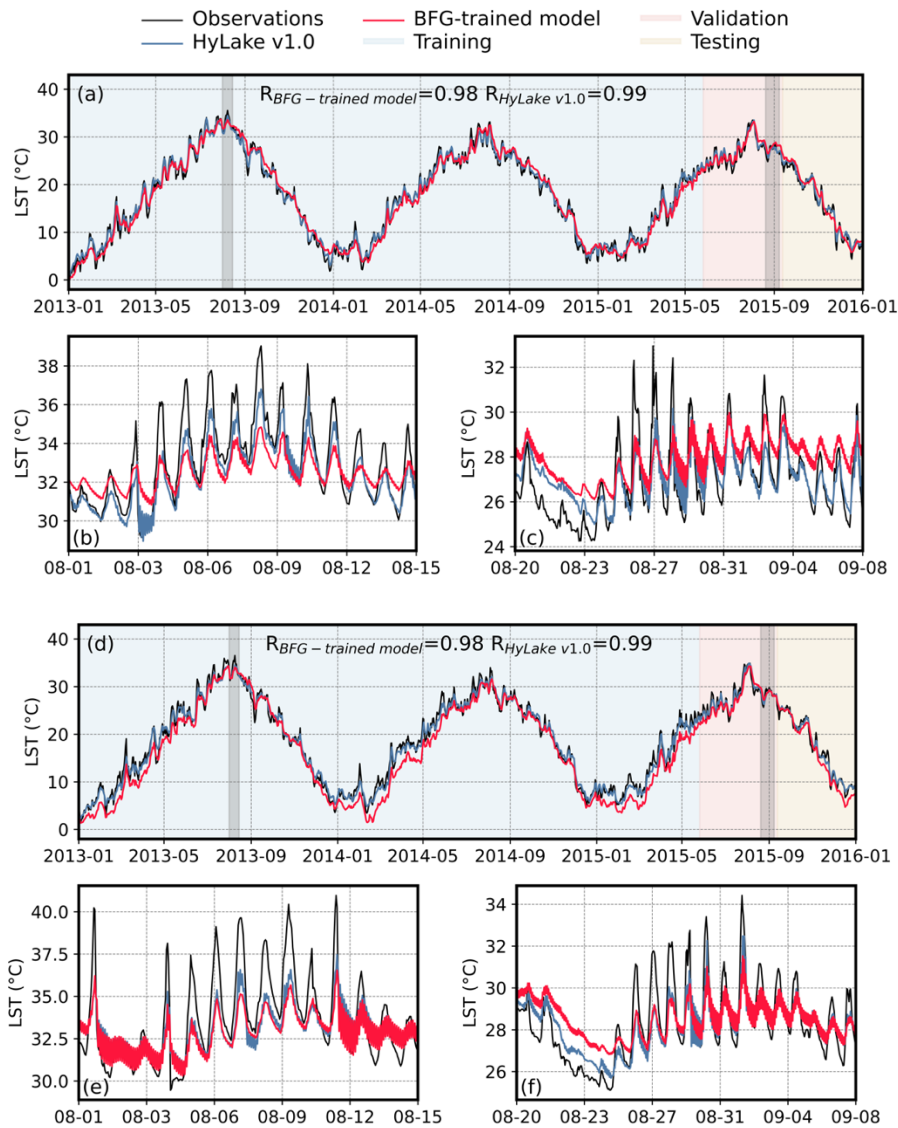 Observations BFG-trained model Validation
HyLake v1.0 Training Testing
(a) R_BFG−trained model=0.98 R_HyLake v1.0=0.99
LST (°C)
40
30
20
10
0
2013-01 2013-05 2013-09 2014-01 2014-05 2014-09 2015-01 2015-05 2015-09 2016-01
LST (°C)
38
36
34
32
30
(b)
08-01 08-03 08-06 08-09 08-12 08-15
LST (°C)
32
30
28
26
24
(c)
08-20 08-23 08-27 08-31 09-04 09-08
(d) R_BFG−trained model=0.98 R_HyLake v1.0=0.99
LST (°C)
40
30
20
10
0
2013-01 2013-05 2013-09 2014-01 2014-05 2014-09 2015-01 2015-05 2015-09 2016-01
LST (°C)
40.0
37.5
35.0
32.5
30.0
(e)
08-01 08-03 08-06 08-09 08-12 08-15
LST (°C)
34
32
30
28
26
(f)
08-20 08-23 08-27 08-31 09-04 09-08